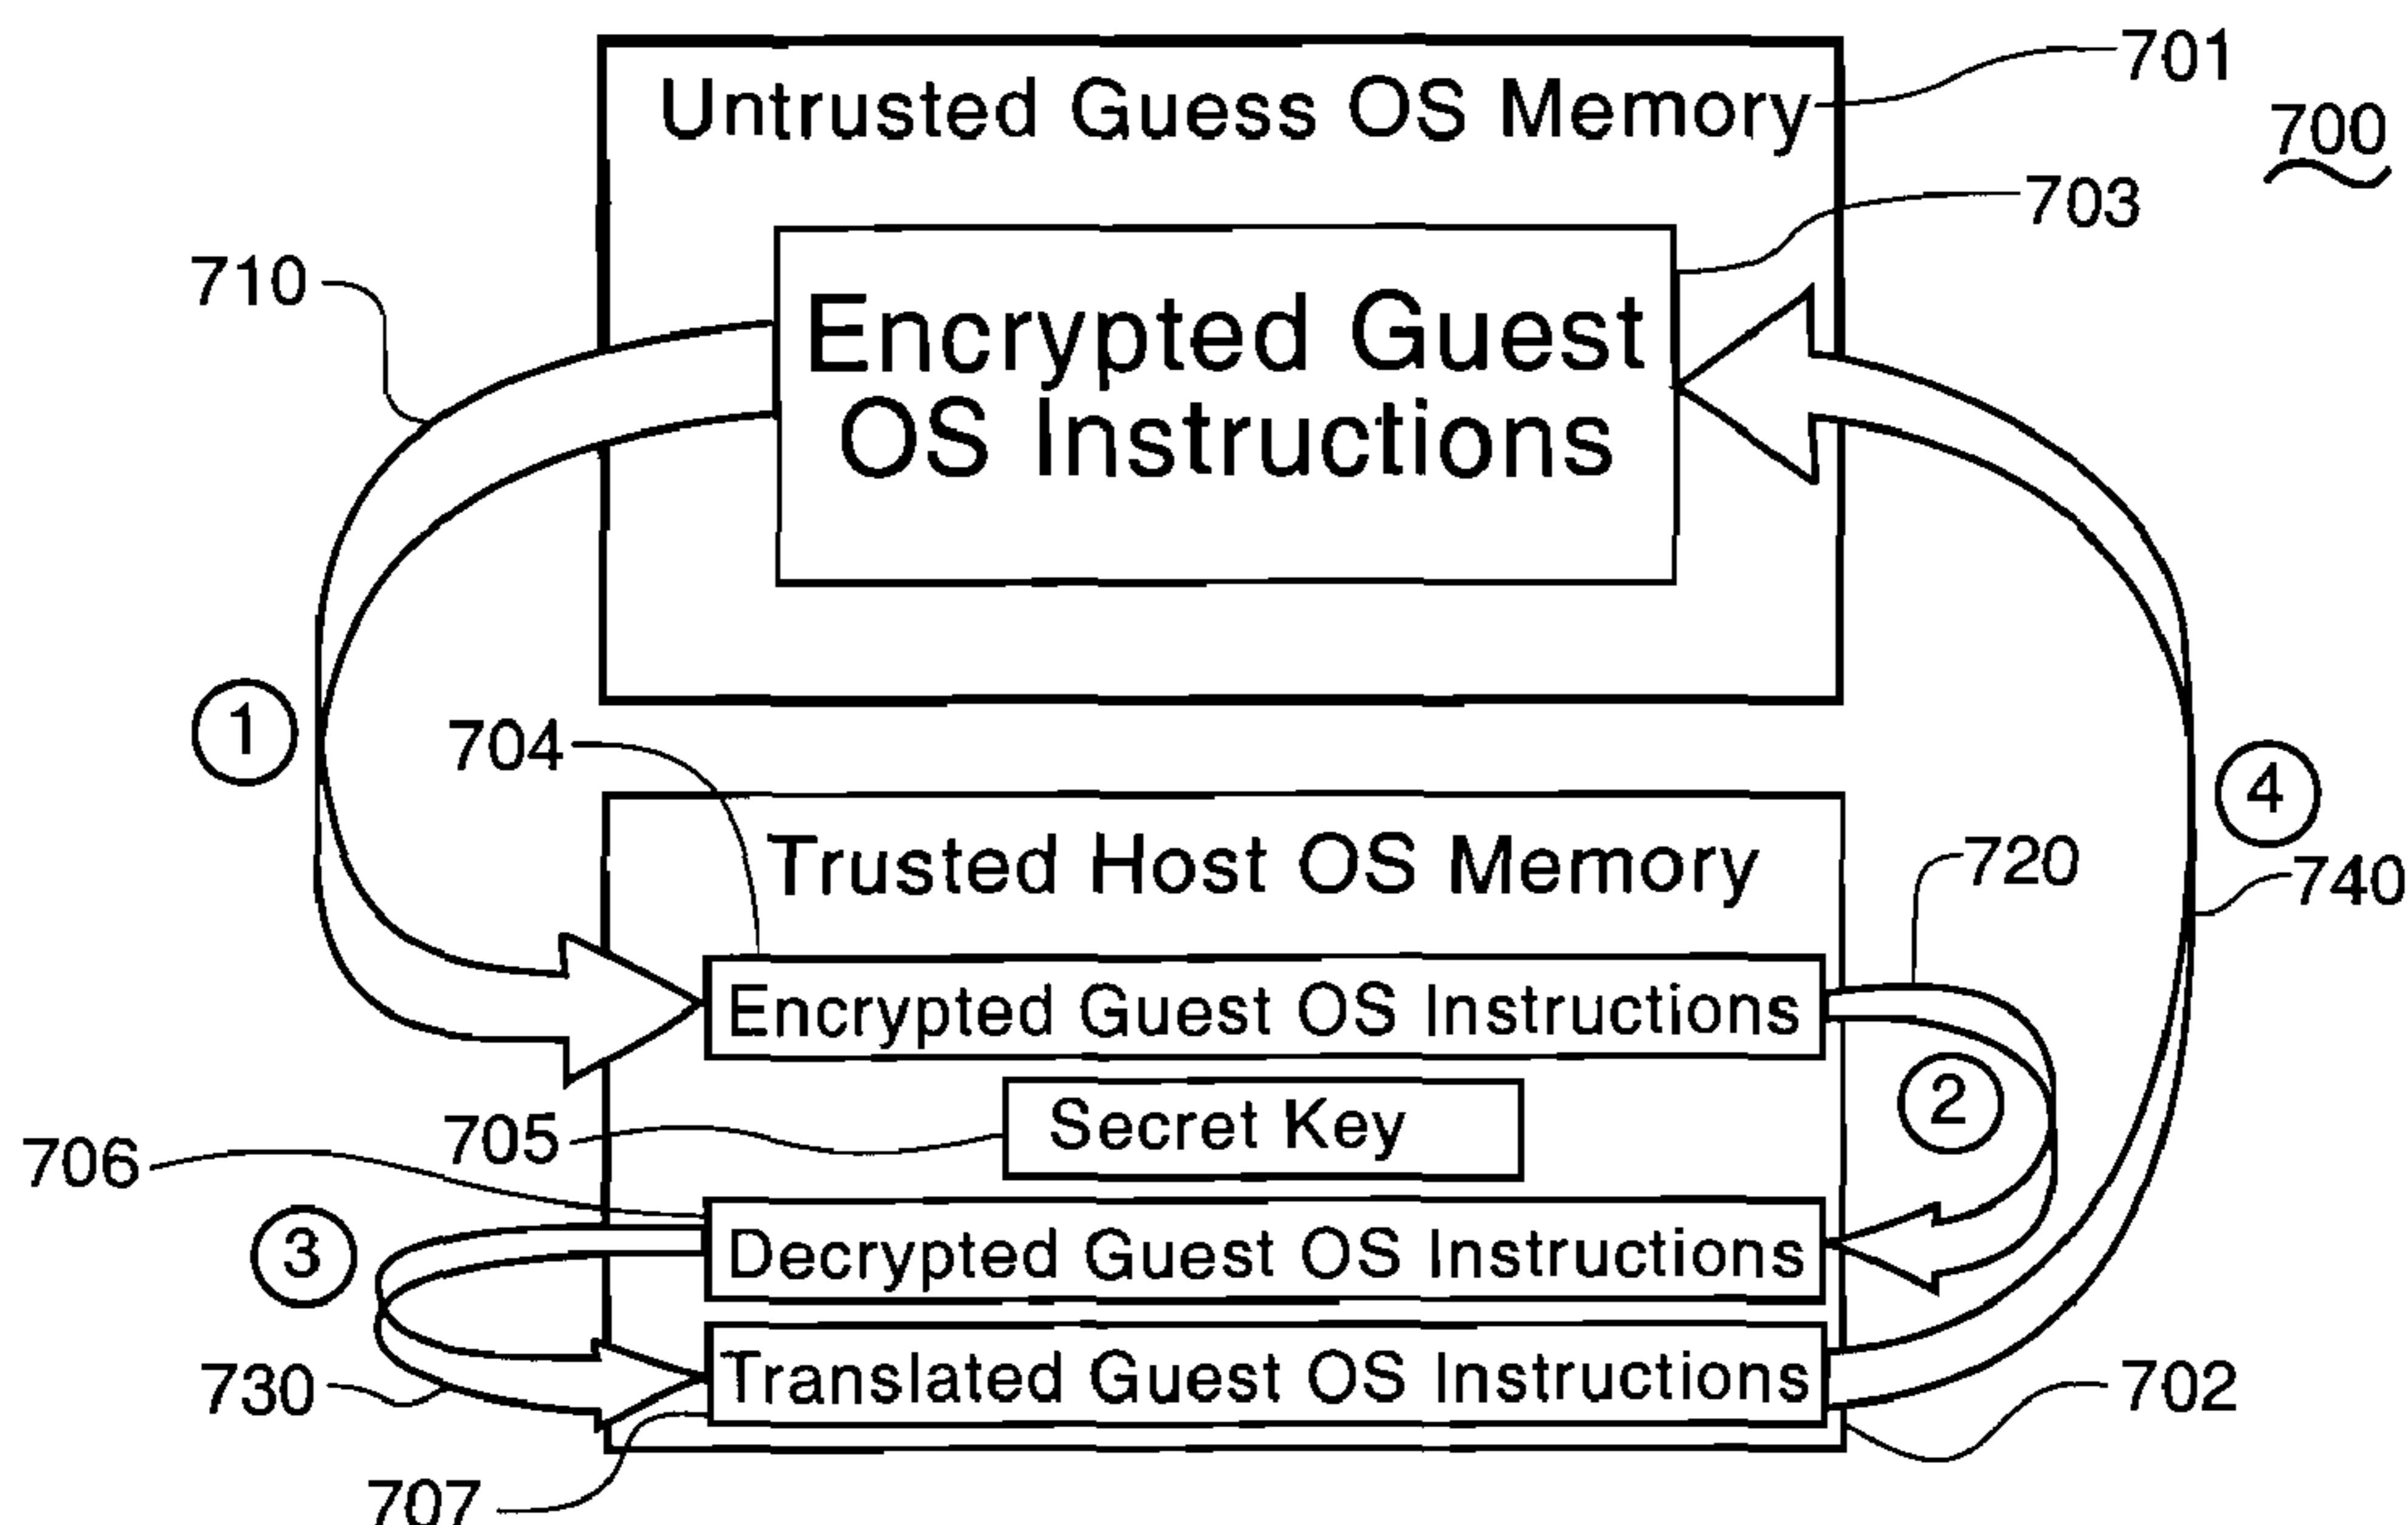 701
Untrusted Guess OS Memory
700
703
710
Encrypted Guest
OS Instructions
1
704
4
Trusted Host OS Memory
720
740
Encrypted Guest OS Instructions
2
Secret Key
705
706
3
Decrypted Guest OS Instructions
Translated Guest OS Instructions
730
702
707